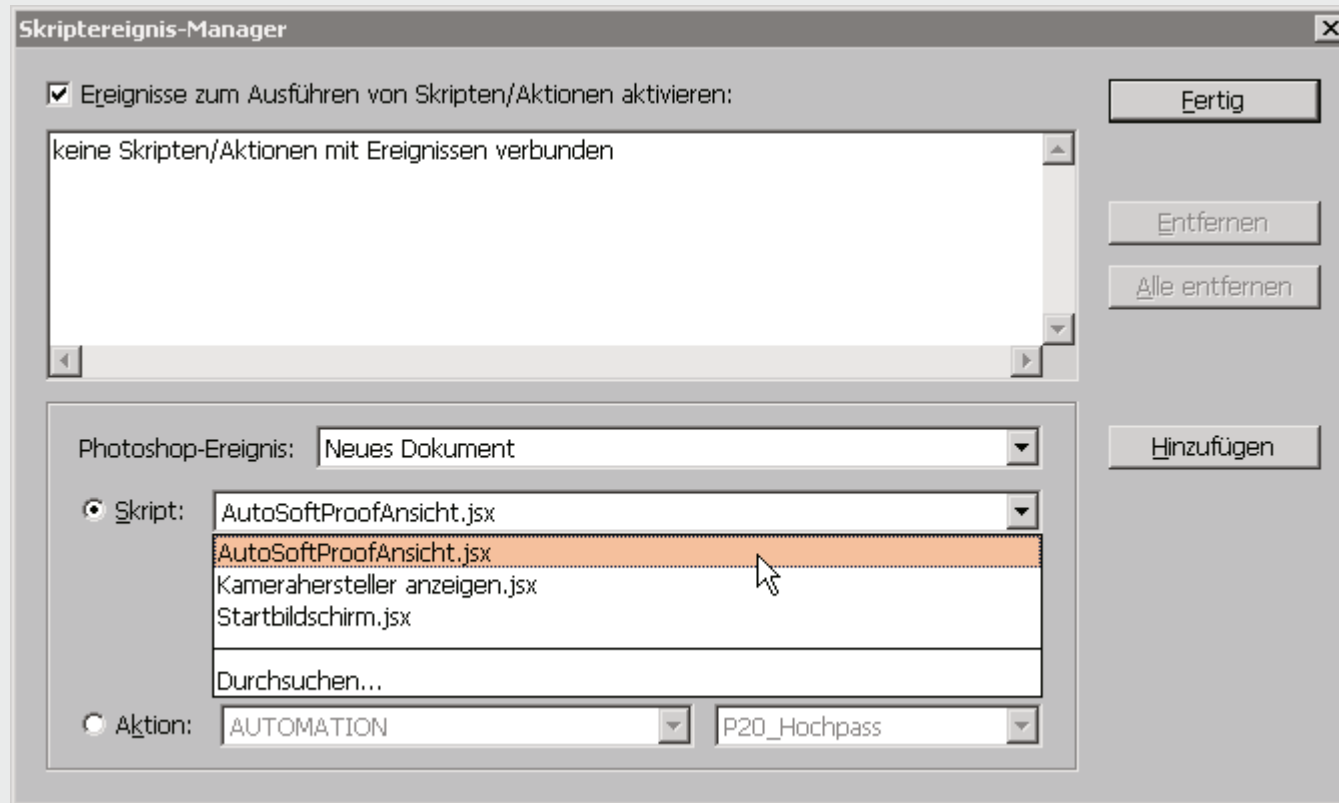 Skriptereignis-Manager
Ereignisse zum Ausführen von Skripten/Aktionen aktivieren:
Fertig
keine Skripten/Aktionen mit Ereignissen verbunden
Entfernen
Alle entfernen
Photoshop-Ereignis: Neues Dokument
Hinzufügen
Skript: AutoSoftProofAnsicht.jsx
AutoSoftProofAnsicht.jsx
Kamerahersteller anzeigen.jsx
Startbildschirm.jsx
Durchsuchen...
Aktion: AUTOMATION P20_Hochpass